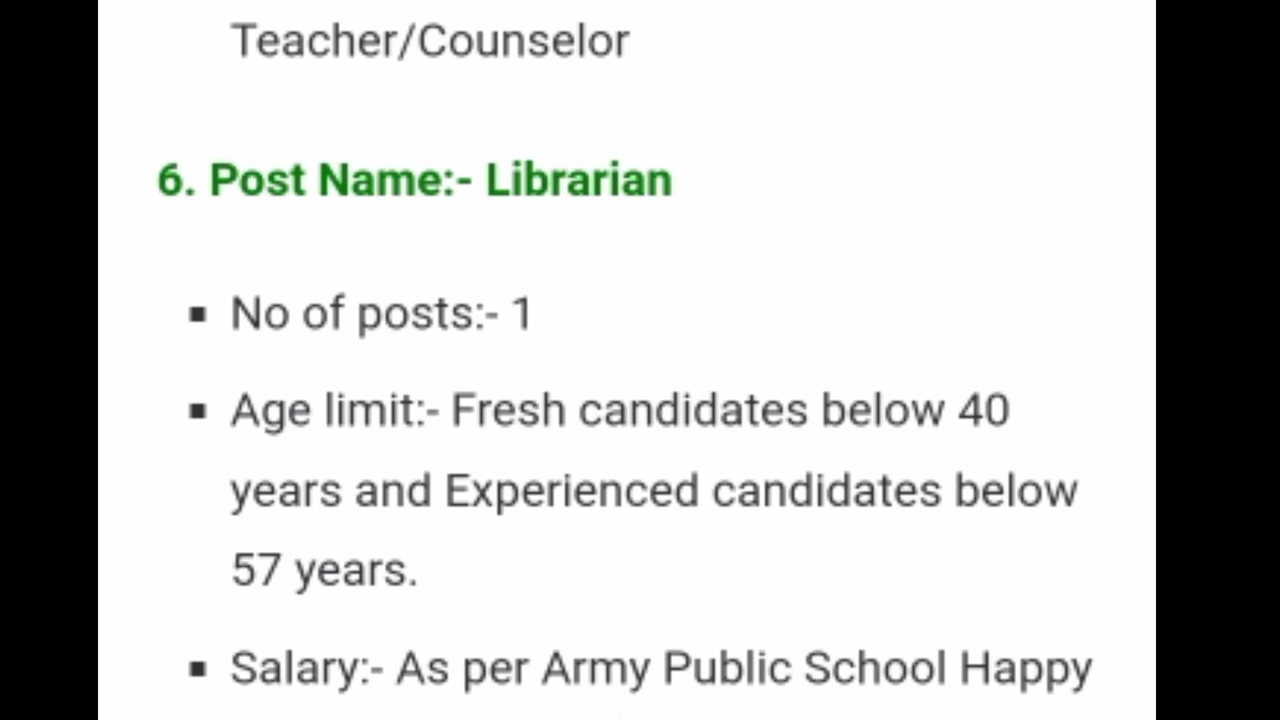 Teacher/Counselor
6. Post Name:- Librarian
▪ No of posts:- 1
▪ Age limit:- Fresh candidates below 40
years and Experienced candidates below
57 years.
▪ Salary:- As per Army Public School Happy